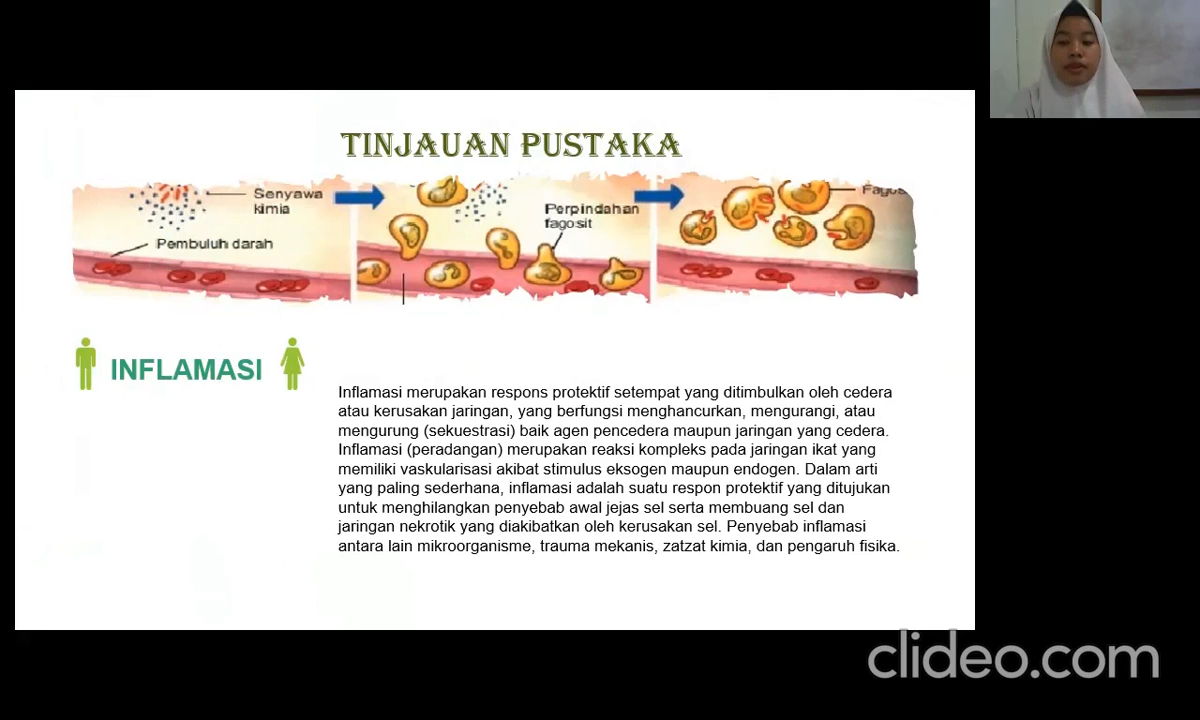 TINJAUAN PUSTAKA
Senyawa
kimia
Pembuluh darah
Perpindahan
fagosit
INFLAMASI
Inflamasi merupakan respons protektif setempat yang ditimbulkan oleh cedera
atau kerusakan jaringan, yang berfungsi menghancurkan, mengurangi, atau
mengurung (sekuestrasi) baik agen pencedera maupun jaringan yang cedera.
Inflamasi (peradangan) merupakan reaksi kompleks pada jaringan ikat yang
memiliki vaskularisasi akibat stimulus eksogen maupun endogen. Dalam arti
yang paling sederhana, inflamasi adalah suatu respon protektif yang ditujukan
untuk menghilangkan penyebab awal jejas sel serta membuang sel dan
jaringan nekrotik yang diakibatkan oleh kerusakan sel. Penyebab inflamasi
antara lain mikroorganisme, trauma mekanis, zatzat kimia, dan pengaruh fisika.
clideo.com